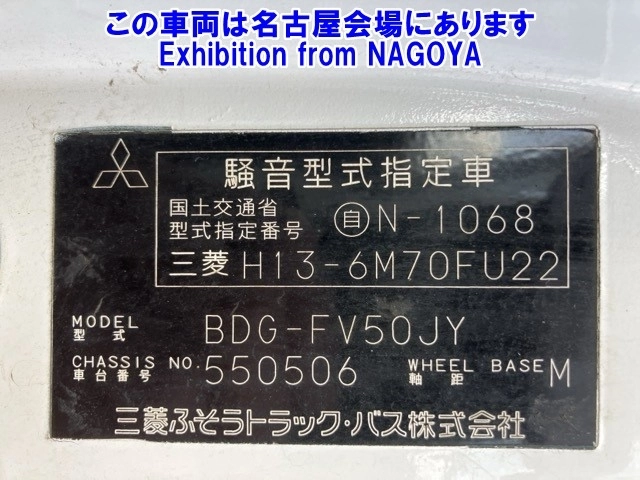 この車両は名古屋会場にあります
Exhibition from NAGOYA
騒音型式指定車
国土交通省
型式指定番号 自N-1068
三菱 H13-6M70FU22
MODEL
型式 BDG-FV50JY
CHASSIS NO.
車台番号 550506
WHEEL BASE
軸距 M
三菱ふそうトラック・バス株式会社